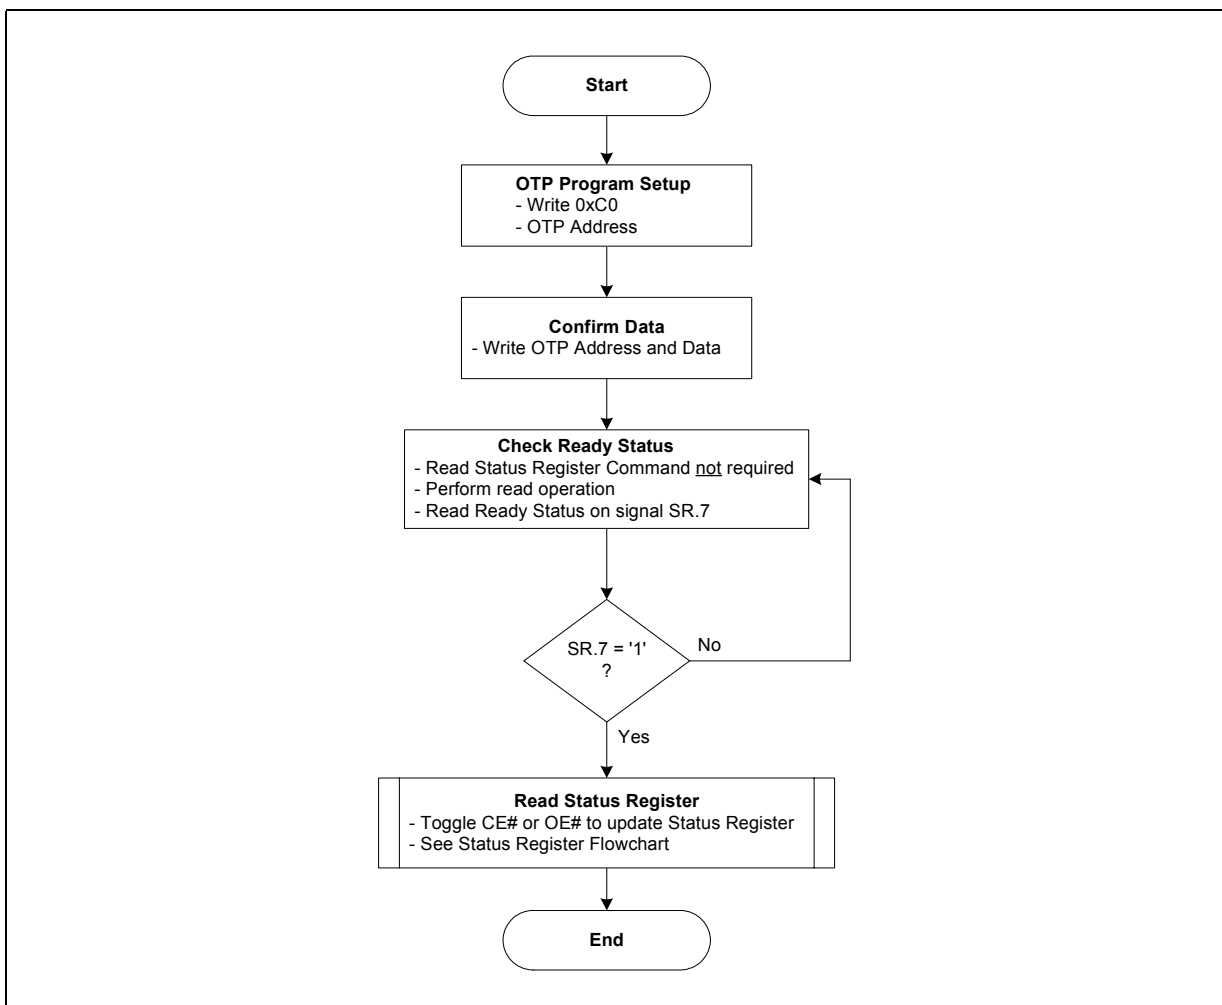 Start
OTP Program Setup
- Write 0xC0
- OTP Address
Confirm Data
- Write OTP Address and Data
Check Ready Status
- Read Status Register Command not required
- Perform read operation
- Read Ready Status on signal SR.7
SR.7 = '1'
?
No
Yes
Read Status Register
- Toggle CE# or OE# to update Status Register
- See Status Register Flowchart
End